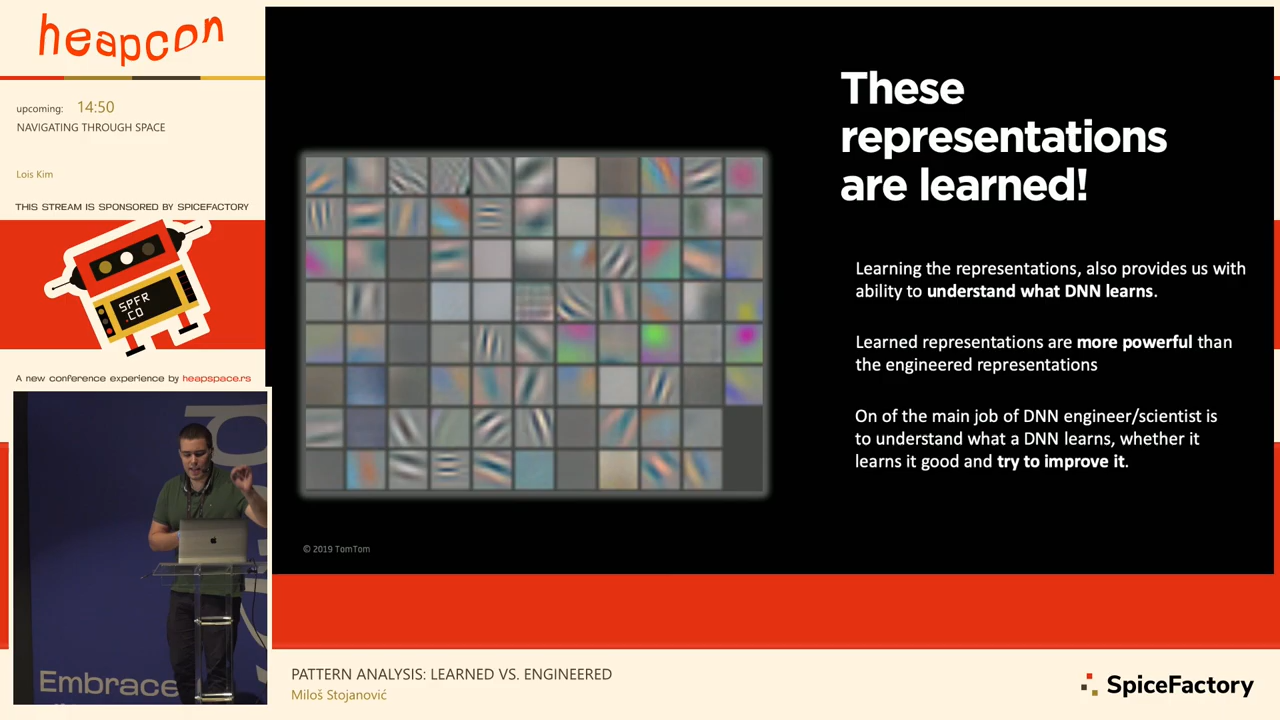 heapcon
upcoming: 14:50
NAVIGATING THROUGH SPACE
Lois Kim
THIS STREAM IS SPONSORED BY SPICEFACTORY
SPFR
.CO
A new conference experience by heapspace.rs
Embrace
These
representations
are learned!
Learning the representations, also provides us with
ability to understand what DNN learns.
Learned representations are more powerful than
the engineered representations
On of the main job of DNN engineer/scientist is
to understand what a DNN learns, whether it
learns it good and try to improve it.
© 2019 TomTom
PATTERN ANALYSIS: LEARNED VS. ENGINEERED
Miloš Stojanović
SpiceFactory